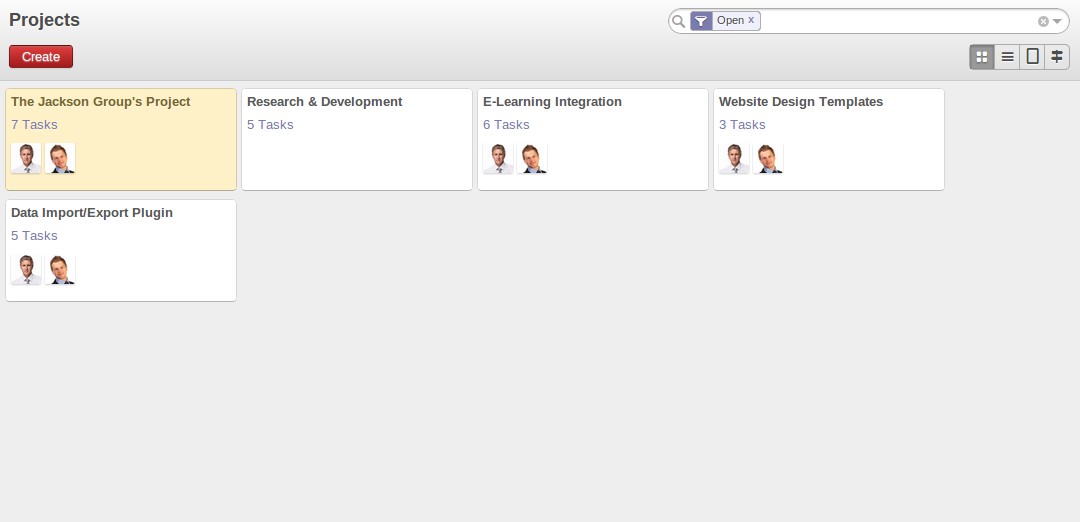 Projects
Open x
Create
The Jackson Group's Project
7 Tasks
Research & Development
5 Tasks
E-Learning Integration
6 Tasks
Website Design Templates
3 Tasks
Data Import/Export Plugin
5 Tasks